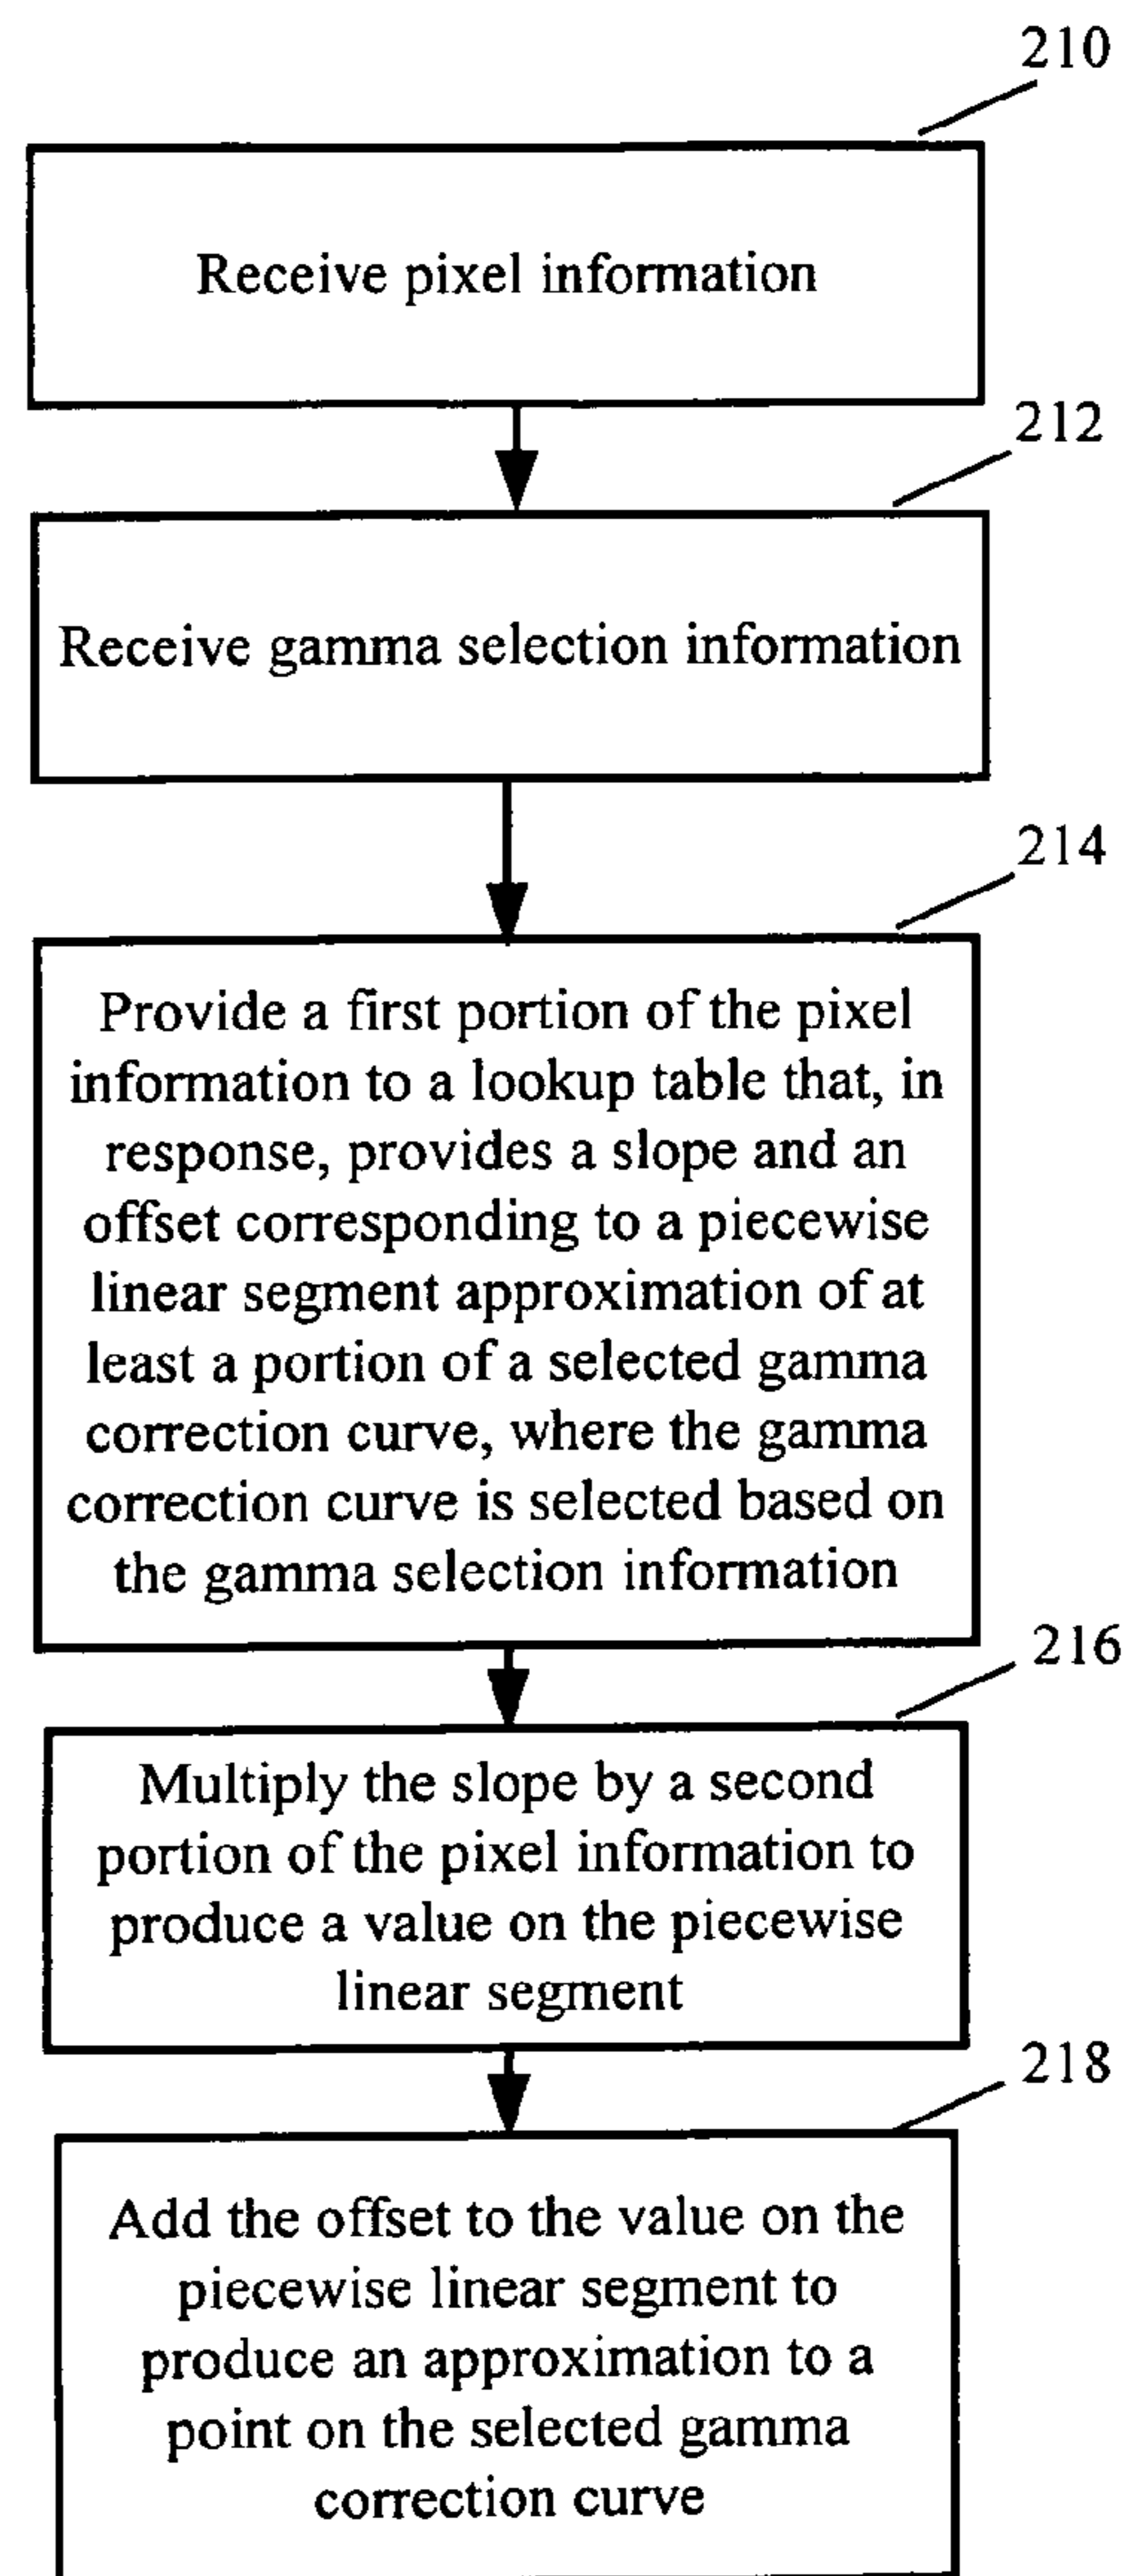 210
Receive pixel information
212
Receive gamma selection information
214
Provide a first portion of the pixel
information to a lookup table that, in
response, provides a slope and an
offset corresponding to a piecewise
linear segment approximation of at
least a portion of a selected gamma
correction curve, where the gamma
correction curve is selected based on
the gamma selection information
216
Multiply the slope by a second
portion of the pixel information to
produce a value on the piecewise
linear segment
218
Add the offset to the value on the
piecewise linear segment to
produce an approximation to a
point on the selected gamma
correction curve